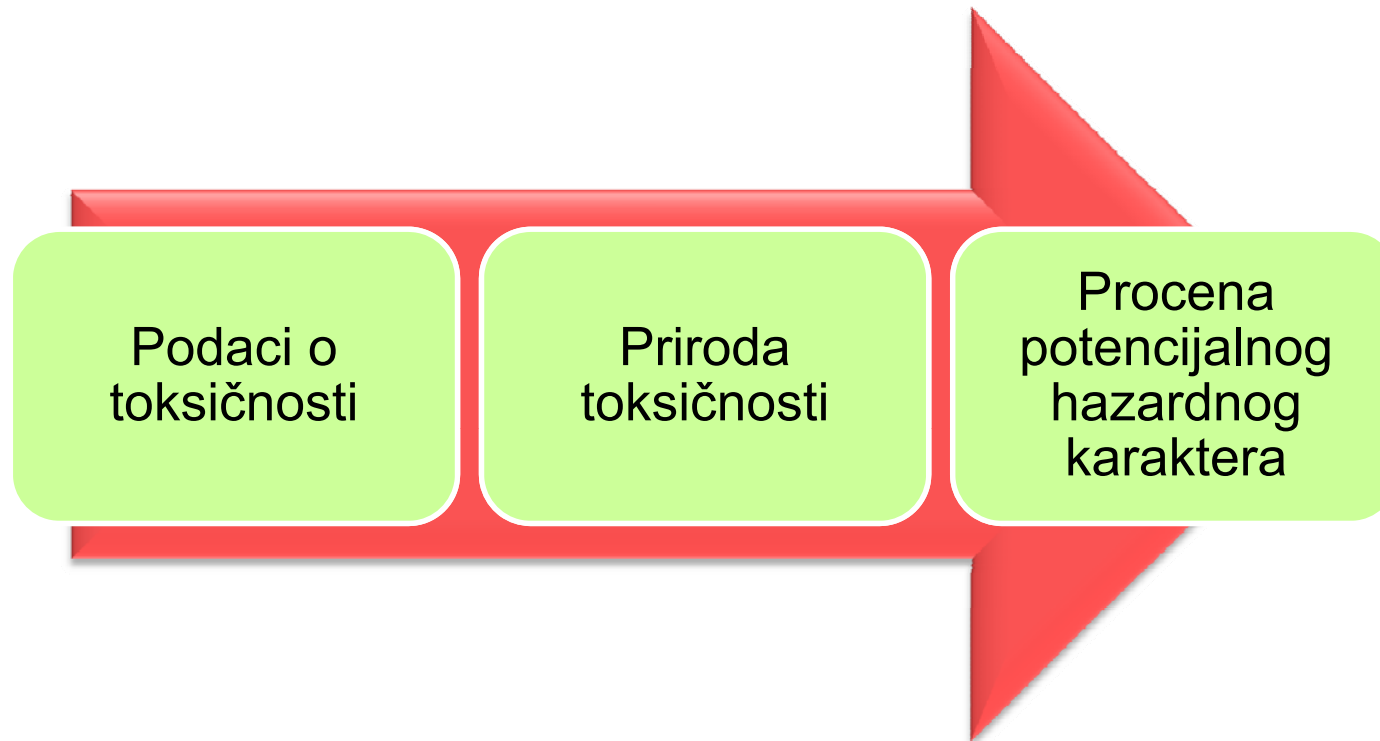 Podaci o
toksičnosti
Priroda
toksičnosti
Procena
potencijalnog
hazardnog
karaktera